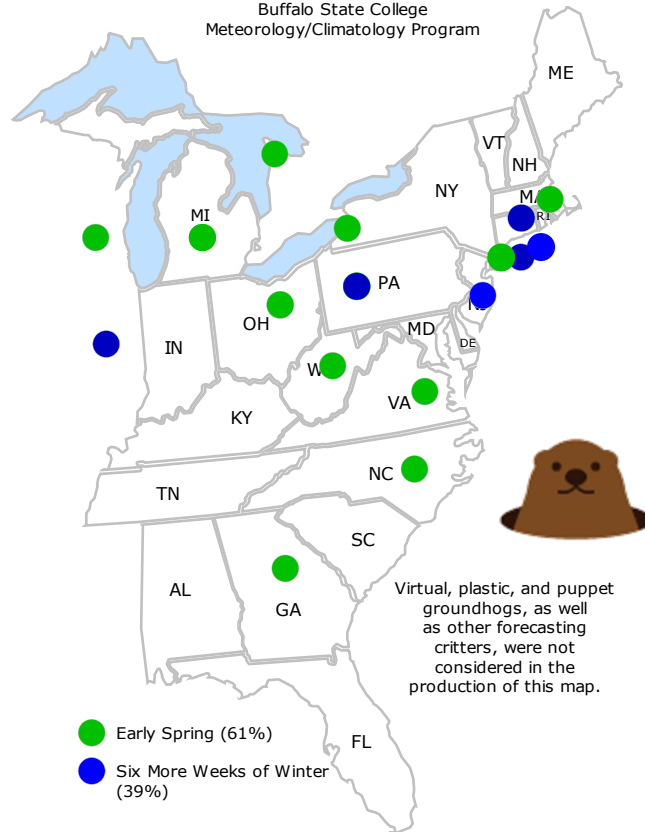 Buffalo State College
Meteorology/Climatology Program
ME
VT
NH
NY
MA
RI
MI
PA
NJ
OH
MD
DE
IN
W
VA
KY
NC
TN
SC
AL
GA
Virtual, plastic, and puppet
groundhogs, as well
as other forecasting
critters, were not
considered in the
production of this map.
Early Spring (61%)
FL
Six More Weeks of Winter
(39%)